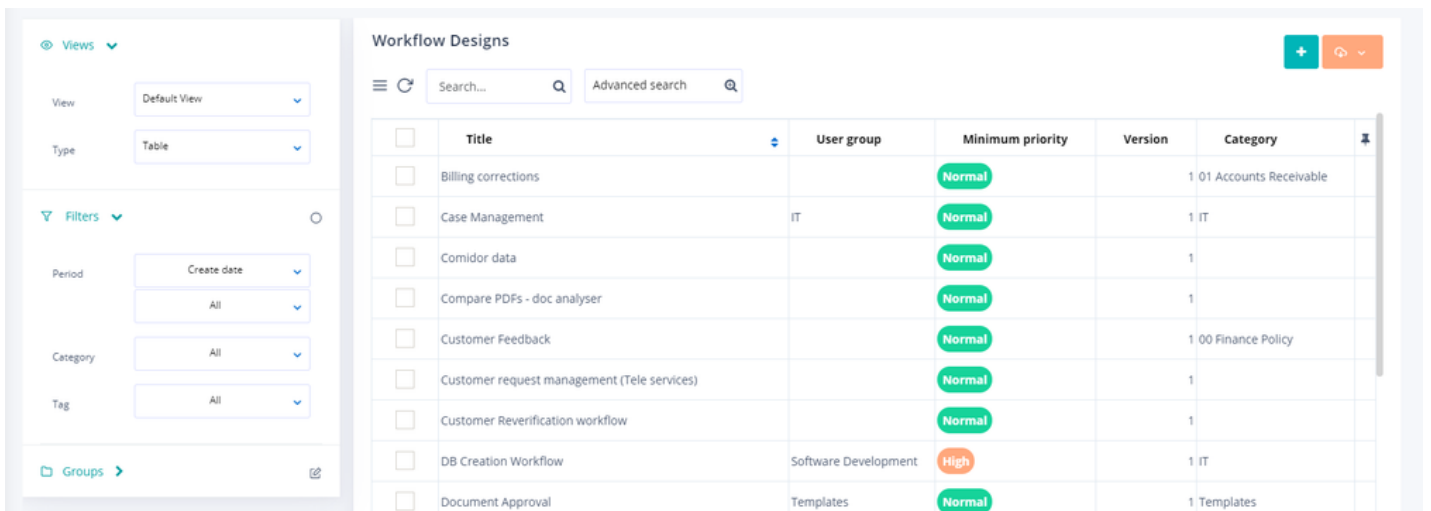 Views
View Default View
Type Table
Filters
Period Create date
All
Category All
Tag All
Groups
Workflow Designs
Search... Advanced search
Title User group Minimum priority Version Category
Billing corrections Normal 1 01 Accounts Receivable
Case Management IT Normal 1 IT
Comidor data Normal 1
Compare PDFs - doc analyser Normal 1
Customer Feedback Normal 1 00 Finance Policy
Customer request management (Tele services) Normal 1
Customer Reverification workflow Normal 1
DB Creation Workflow Software Development High 1 IT
Document Approval Templates Normal 1 Templates